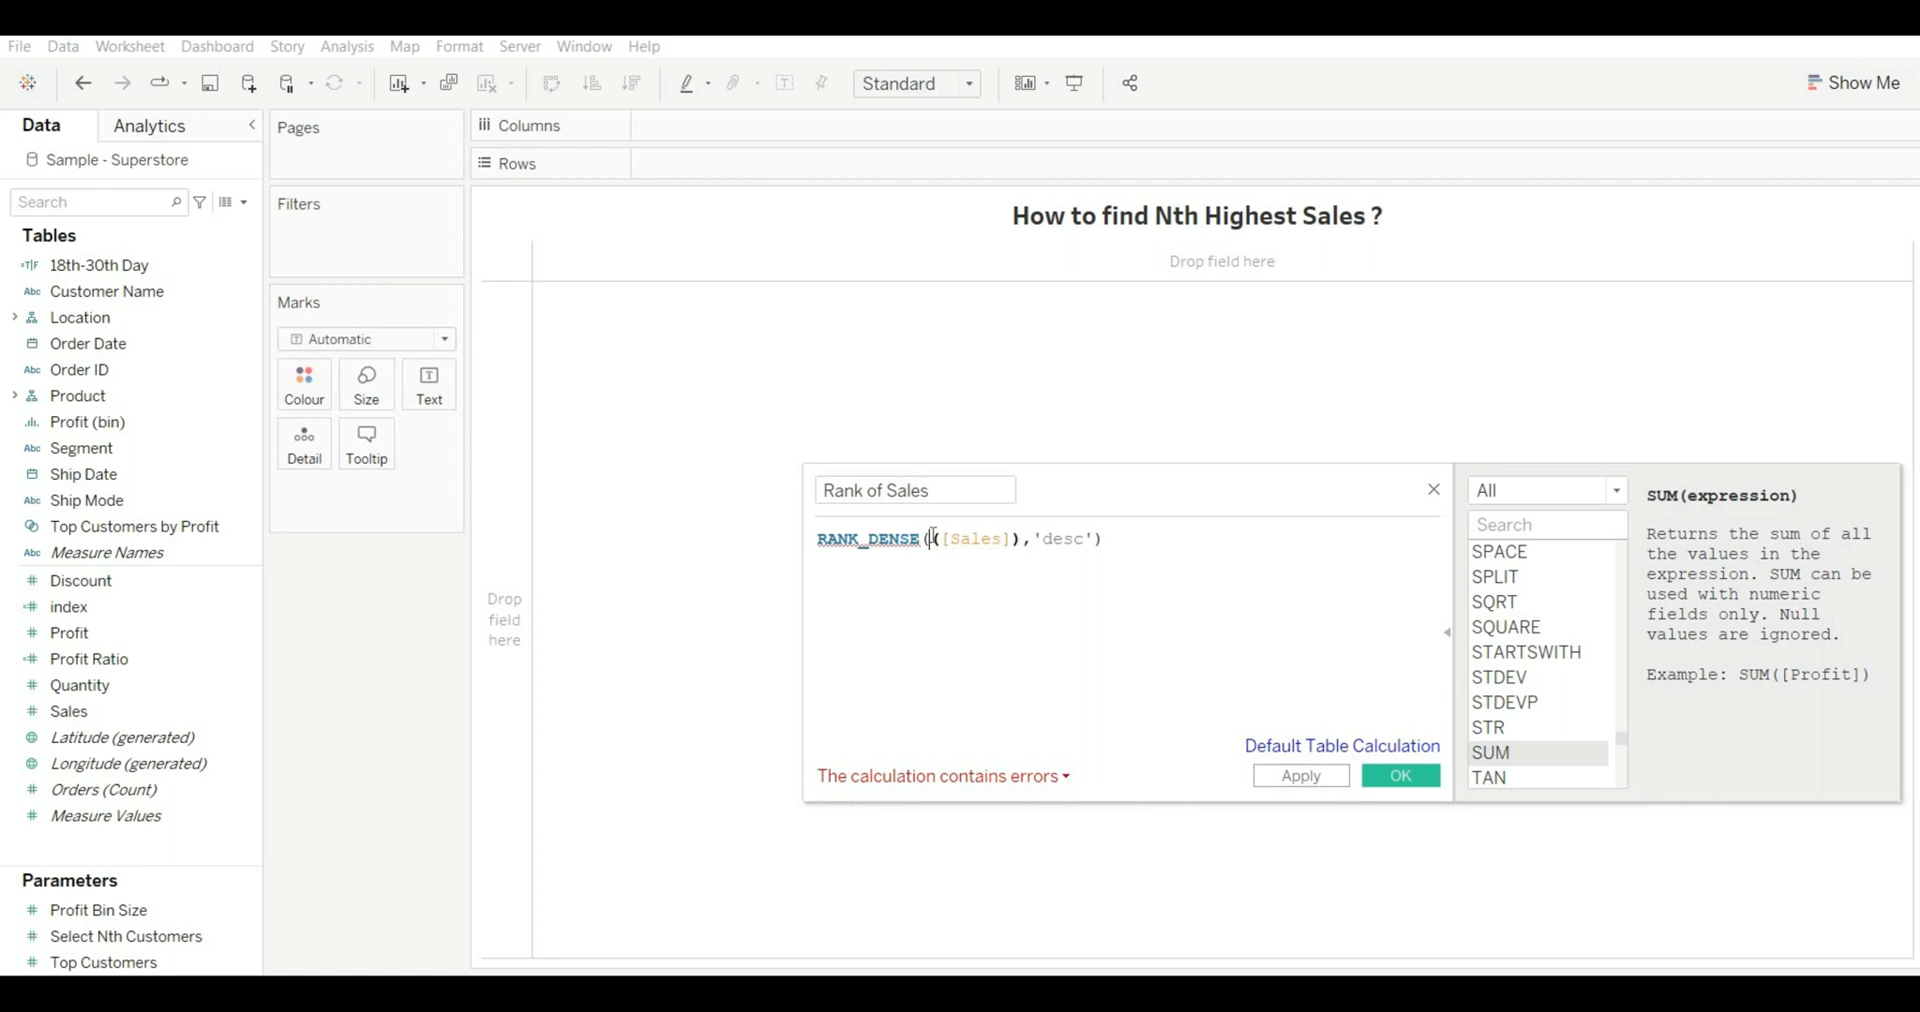 File Data Worksheet Dashboard Story Analysis Map Format Server Window Help
Standard
Show Me
Data Analytics
Sample - Superstore
Search
Tables
18th-30th Day
Abc Customer Name
Location
Order Date
Abc Order ID
Product
Profit (bin)
Abc Segment
Ship Date
Abc Ship Mode
Top Customers by Profit
Abc Measure Names
# Discount
=# index
# Profit
=# Profit Ratio
# Quantity
# Sales
Latitude (generated)
Longitude (generated)
# Orders (Count)
# Measure Values
Parameters
# Profit Bin Size
# Select Nth Customers
# Top Customers
Pages
Filters
Marks
Automatic
Colour Size Text
Detail Tooltip
Columns
Rows
How to find Nth Highest Sales ?
Drop field here
Drop
field
here
Rank of Sales
RANK_DENSE(([Sales]),'desc')
Default Table Calculation
The calculation contains errors
Apply OK
All
Search
SPACE
SPLIT
SQRT
SQUARE
STARTSWITH
STDEV
STDEVP
STR
SUM
TAN
SUM(expression)
Returns the sum of all
the values in the
expression. SUM can be
used with numeric
fields only. Null
values are ignored.
Example: SUM([Profit])